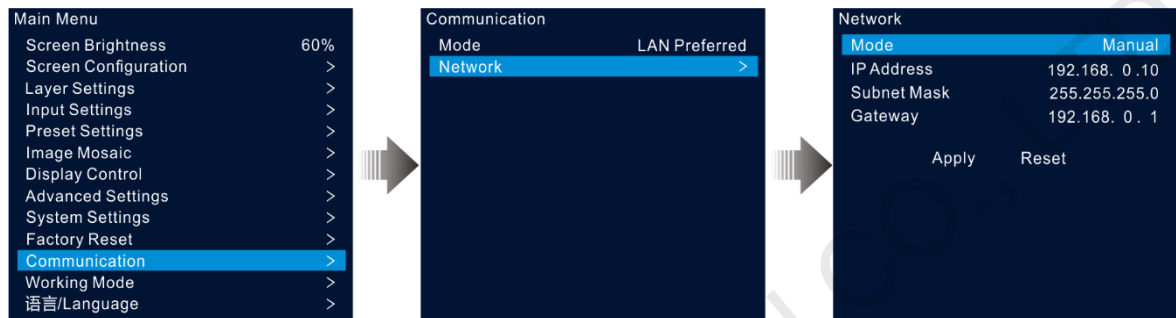 Main Menu
Screen Brightness 60%
Screen Configuration >
Layer Settings >
Input Settings >
Preset Settings >
Image Mosaic >
Display Control >
Advanced Settings >
System Settings >
Factory Reset >
Communication >
Working Mode >
语言/Language >
Communication
Mode LAN Preferred
Network >
Network
Mode Manual
IP Address 192.168. 0 .10
Subnet Mask 255.255.255.0
Gateway 192.168. 0 . 1
Apply Reset